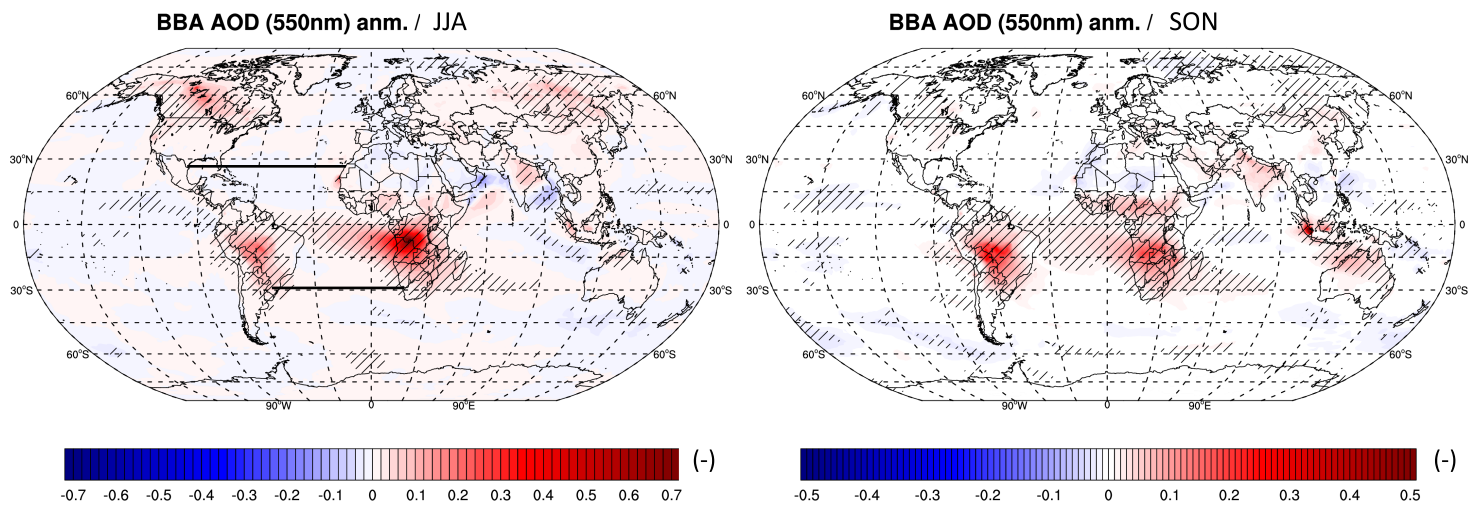 BBA AOD (550nm) anm. / JJA
60°N 60°N
30°N 30°N
0 0
30°S 30°S
60°S 60°S
90°W 0 90°E
-0.7 -0.6 -0.5 -0.4 -0.3 -0.2 -0.1 0 0.1 0.2 0.3 0.4 0.5 0.6 0.7
(-)
BBA AOD (550nm) anm. / SON
60°N 60°N
30°N 30°N
0 0
30°S 30°S
60°S 60°S
90°W 0 90°E
-0.5 -0.4 -0.3 -0.2 -0.1 0 0.1 0.2 0.3 0.4 0.5
(-)